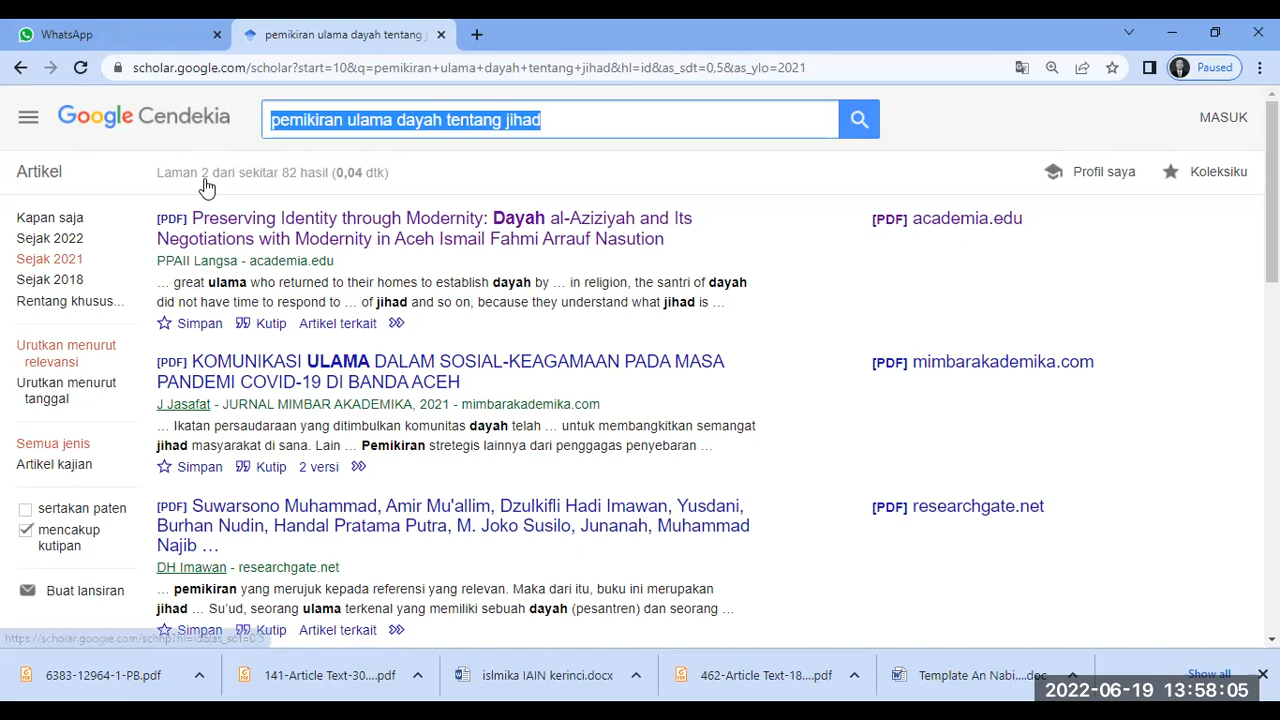 WhatsApp
pemikiran ulama dayah tentang j
scholar.google.com/scholar?start=10&q=pemikiran+ulama+dayah+tentang+jihad&hl=id&as_sdt=0,5&as_ylo=2021
Paused
Google Cendekia
pemikiran ulama dayah tentang jihad
MASUK
Artikel
Laman 2 dari sekitar 82 hasil (0,04 dtk)
Profil saya
Koleksiku
Kapan saja
Sejak 2022
Sejak 2021
Sejak 2018
Rentang khusus...
Urutkan menurut
relevansi
Urutkan menurut
tanggal
Semua jenis
Artikel kajian
sertakan paten
mencakup
kutipan
Buat lansiran
[PDF] Preserving Identity through Modernity: Dayah al-Aziziyah and Its
Negotiations with Modernity in Aceh Ismail Fahmi Arrauf Nasution
PPAII Langsa - academia.edu
… great ulama who returned to their homes to establish dayah by … in religion, the santri of dayah
did not have time to respond to … of jihad and so on, because they understand what jihad is …
Simpan Kutip Artikel terkait
[PDF] academia.edu
[PDF] KOMUNIKASI ULAMA DALAM SOSIAL-KEAGAMAAN PADA MASA
PANDEMI COVID-19 DI BANDA ACEH
J Jasafat - JURNAL MIMBAR AKADEMIKA, 2021 - mimbarakademika.com
… Ikatan persaudaraan yang ditimbulkan komunitas dayah telah … untuk membangkitkan semangat
jihad masyarakat di sana. Lain … Pemikiran stretegis lainnya dari penggagas penyebaran …
Simpan Kutip 2 versi
[PDF] mimbarakademika.com
[PDF] Suwarsono Muhammad, Amir Mu'allim, Dzulkifli Hadi Imawan, Yusdani,
Burhan Nudin, Handal Pratama Putra, M. Joko Susilo, Junanah, Muhammad
Najib …
DH Imawan - researchgate.net
… pemikiran yang merujuk kepada referensi yang relevan. Maka dari itu, buku ini merupakan
jihad … Su'ud, seorang ulama terkenal yang memiliki sebuah dayah (pesantren) dan seorang …
Simpan Kutip Artikel terkait
[PDF] researchgate.net
https://scholar.google.com/schhp?hl=id&as_sdt=0,5
6383-12964-1-PB.pdf
141-Article Text-30....pdf
islmika IAIN kerinci.docx
462-Article Text-18....pdf
Template An Nabi....doc
Show all
2022-06-19 13:58:05